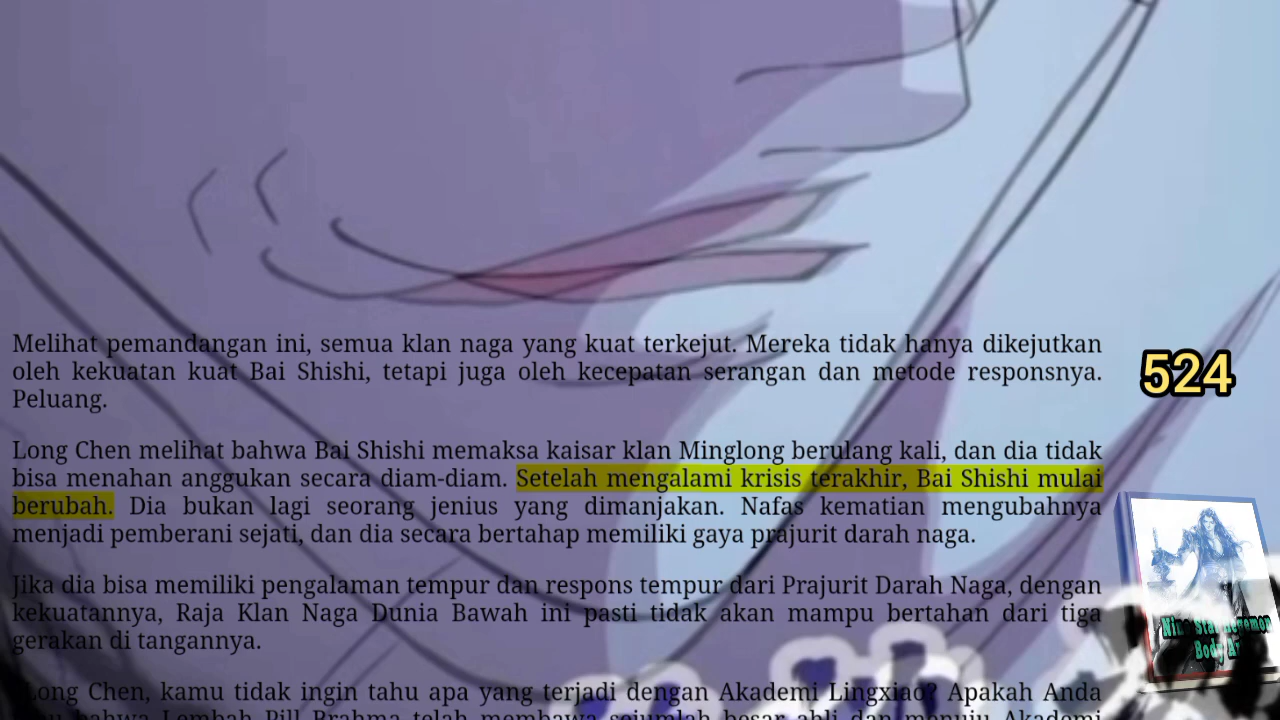 Melihat pemandangan ini, semua klan naga yang kuat terkejut. Mereka tidak hanya dikejutkan
oleh kekuatan kuat Bai Shishi, tetapi juga oleh kecepatan serangan dan metode responsnya.
Peluang.
524
Long Chen melihat bahwa Bai Shishi memaksa kaisar klan Minglong berulang kali, dan dia tidak
bisa menahan anggukan secara diam-diam. Setelah mengalami krisis terakhir, Bai Shishi mulai
berubah. Dia bukan lagi seorang jenius yang dimanjakan. Nafas kematian mengubahnya
menjadi pemberani sejati, dan dia secara bertahap memiliki gaya prajurit darah naga.
Jika dia bisa memiliki pengalaman tempur dan respons tempur dari Prajurit Darah Naga, dengan
kekuatannya, Raja Klan Naga Dunia Bawah ini pasti tidak akan mampu bertahan dari tiga
gerakan di tangannya.
Long Chen, kamu tidak ingin tahu apa yang terjadi dengan Akademi Lingxiao? Apakah Anda
bahwa Lembah Pill Brahma telah membawa sejumlah besar ahli dan menuju Akademi
Body